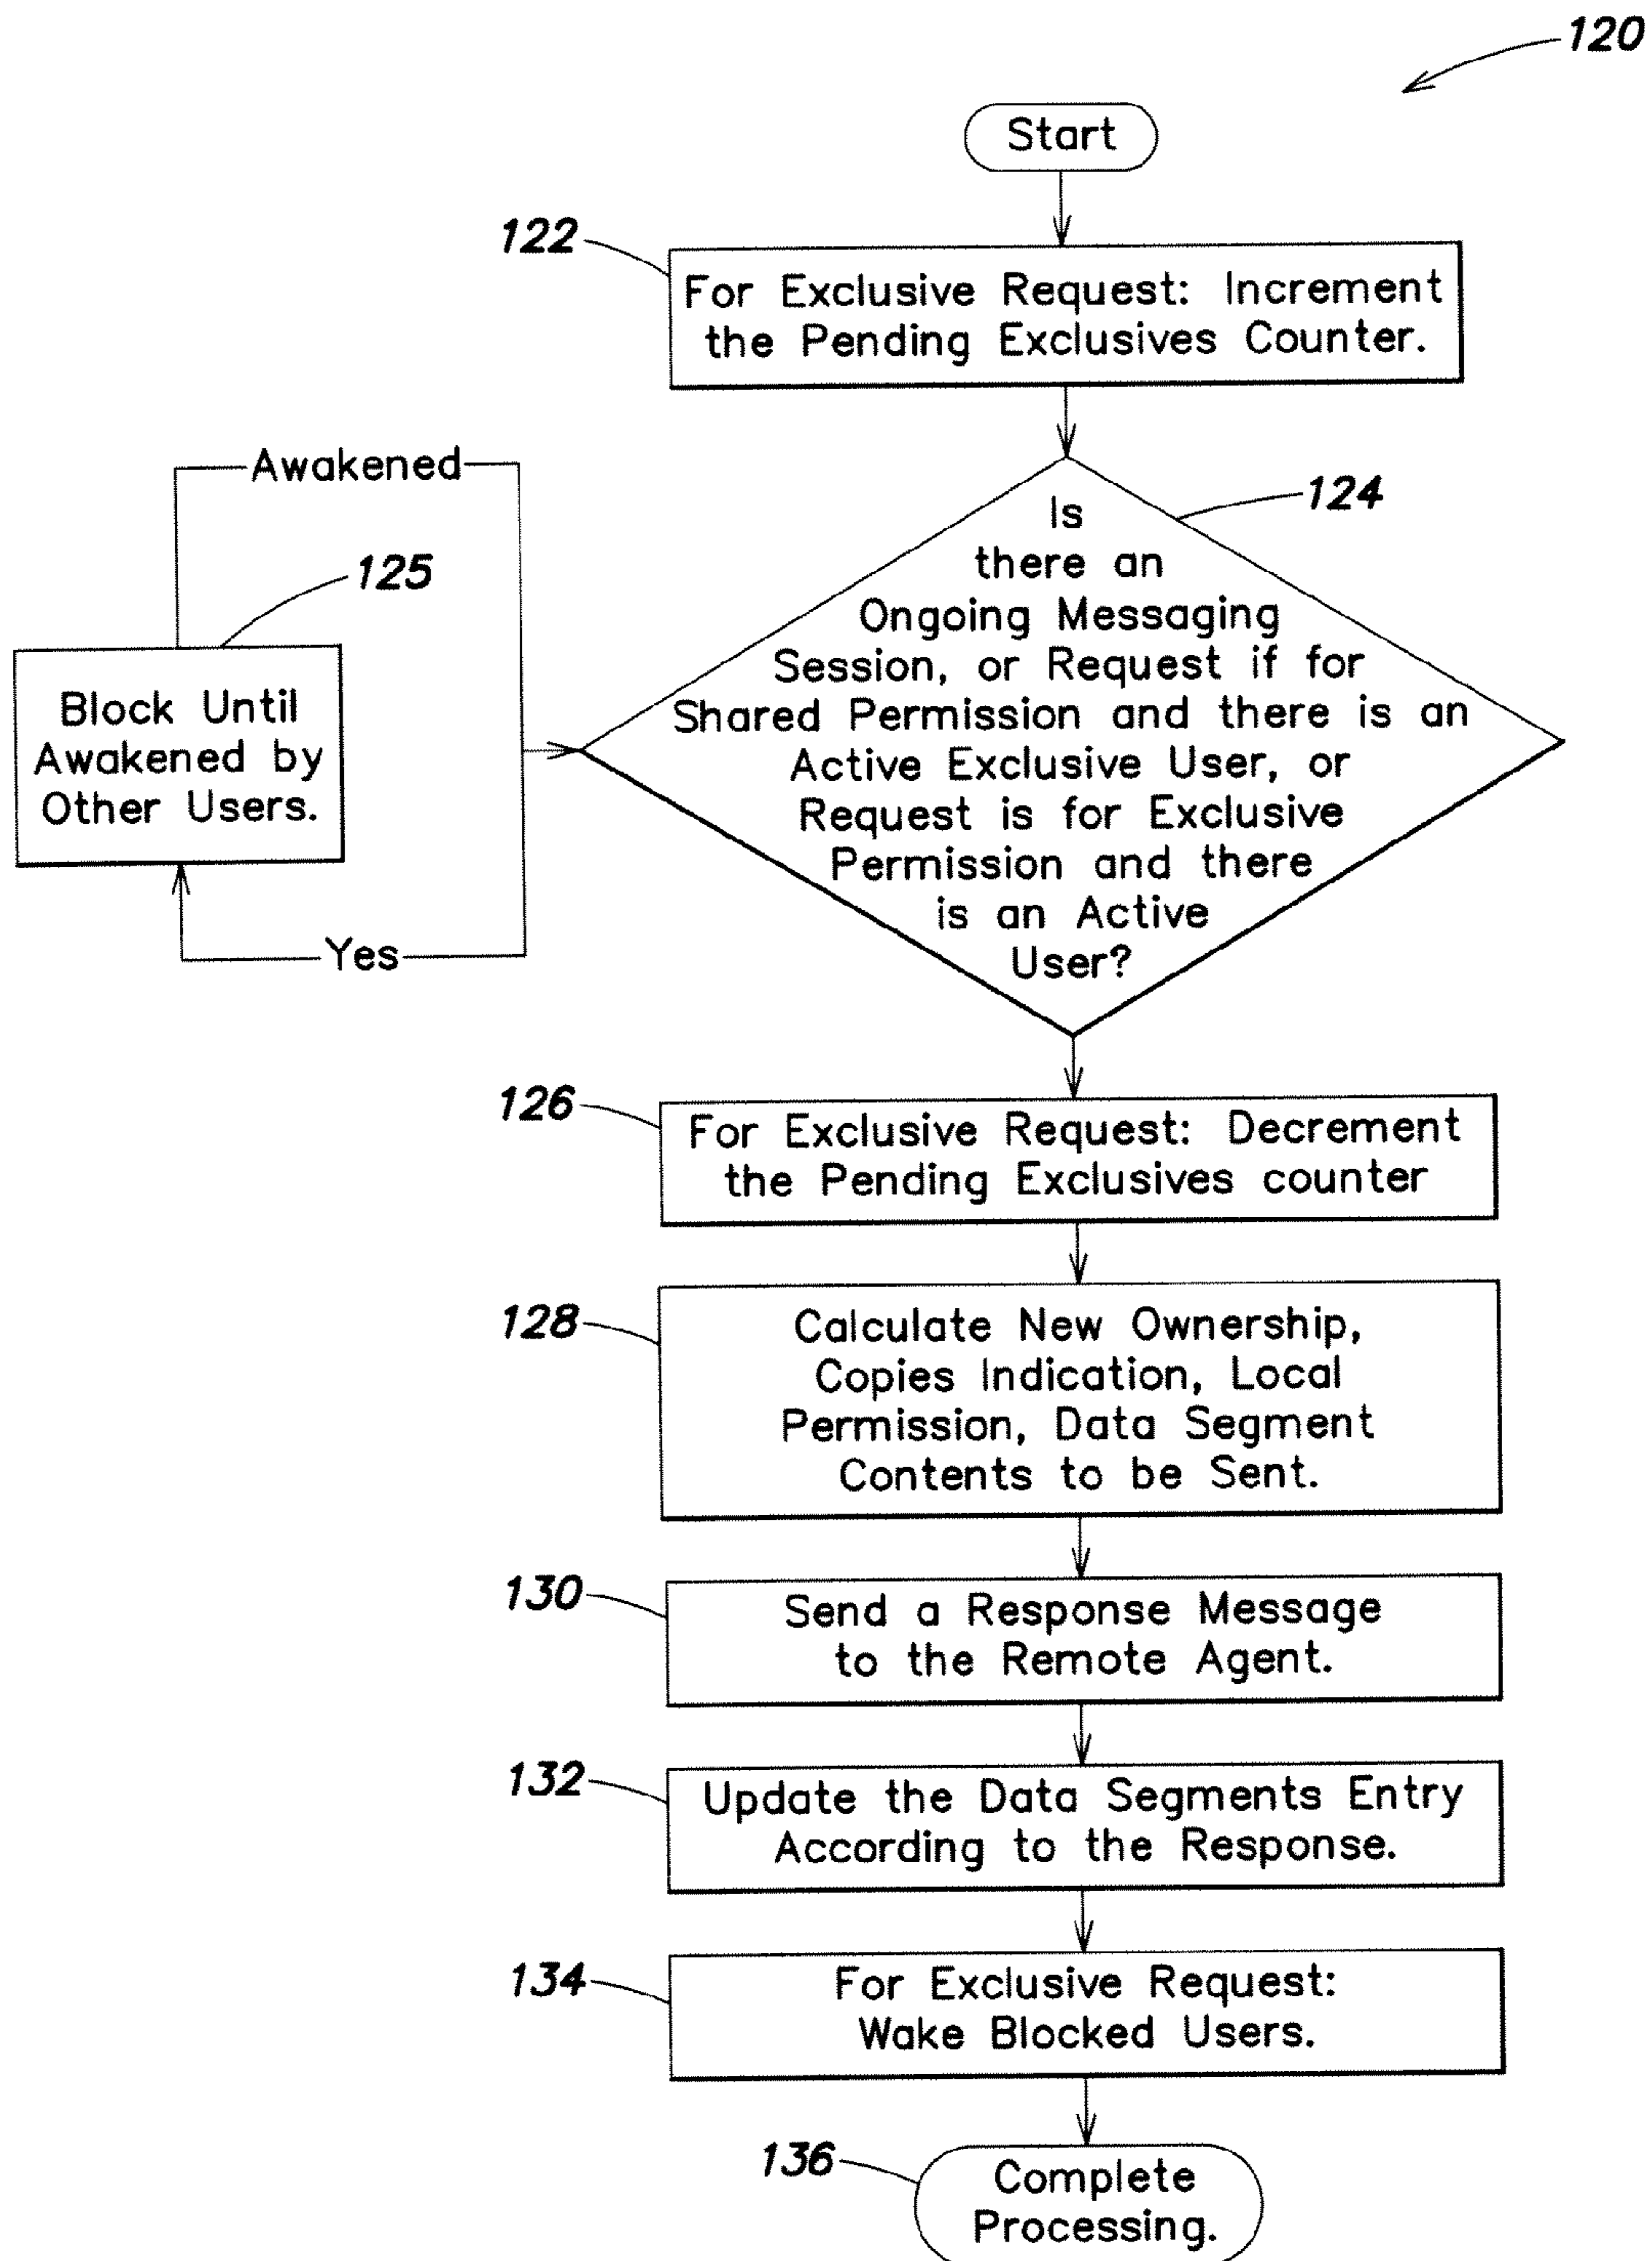 120
Start
122
For Exclusive Request: Increment
the Pending Exclusives Counter.
Awakened
124
Is
there an
Ongoing Messaging
Session, or Request if for
Shared Permission and there is an
Active Exclusive User, or
Request is for Exclusive
Permission and there
is an Active
User?
125
Block Until
Awakened by
Other Users.
Yes
126
For Exclusive Request: Decrement
the Pending Exclusives counter
128
Calculate New Ownership,
Copies Indication, Local
Permission, Data Segment
Contents to be Sent.
130
Send a Response Message
to the Remote Agent.
132
Update the Data Segments Entry
According to the Response.
134
For Exclusive Request:
Wake Blocked Users.
136
Complete
Processing.